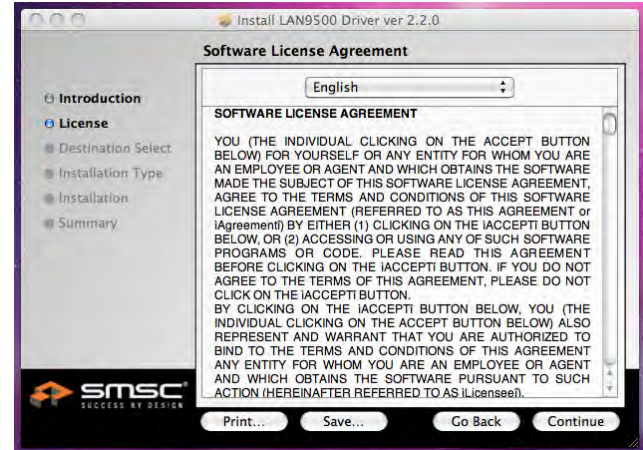 Install LAN9500 Driver ver 2.2.0
Software License Agreement
Introduction
License
Destination Select
Installation Type
Installation
Summary
English
SOFTWARE LICENSE AGREEMENT
YOU (THE INDIVIDUAL CLICKING ON THE ACCEPT BUTTON
BELOW) FOR YOURSELF OR ANY ENTITY FOR WHOM YOU ARE
AN EMPLOYEE OR AGENT AND WHICH OBTAINS THE SOFTWARE
MADE THE SUBJECT OF THIS SOFTWARE LICENSE AGREEMENT,
AGREE TO THE TERMS AND CONDITIONS OF THIS SOFTWARE
LICENSE AGREEMENT (REFERRED TO AS THIS AGREEMENT or
ìAgreementî) BY EITHER (1) CLICKING ON THE ìACCEPTî BUTTON
BELOW, OR (2) ACCESSING OR USING ANY OF SUCH SOFTWARE
PROGRAMS OR CODE. PLEASE READ THIS AGREEMENT
BEFORE CLICKING ON THE ìACCEPTî BUTTON. IF YOU DO NOT
AGREE TO THE TERMS OF THIS AGREEMENT, PLEASE DO NOT
CLICK ON THE ìACCEPTî BUTTON.
BY CLICKING ON THE ìACCEPTî BUTTON BELOW, YOU (THE
INDIVIDUAL CLICKING ON THE ACCEPT BUTTON BELOW) ALSO
REPRESENT AND WARRANT THAT YOU ARE AUTHORIZED TO
BIND TO THE TERMS AND CONDITIONS OF THIS AGREEMENT
ANY ENTITY FOR WHOM YOU ARE AN EMPLOYEE OR AGENT
AND WHICH OBTAINS THE SOFTWARE PURSUANT TO SUCH
ACTION (HEREINAFTER REFERRED TO AS ìLicenseeî).
smsc
SUCCESS BY DESIGN
Print...
Save...
Go Back
Continue